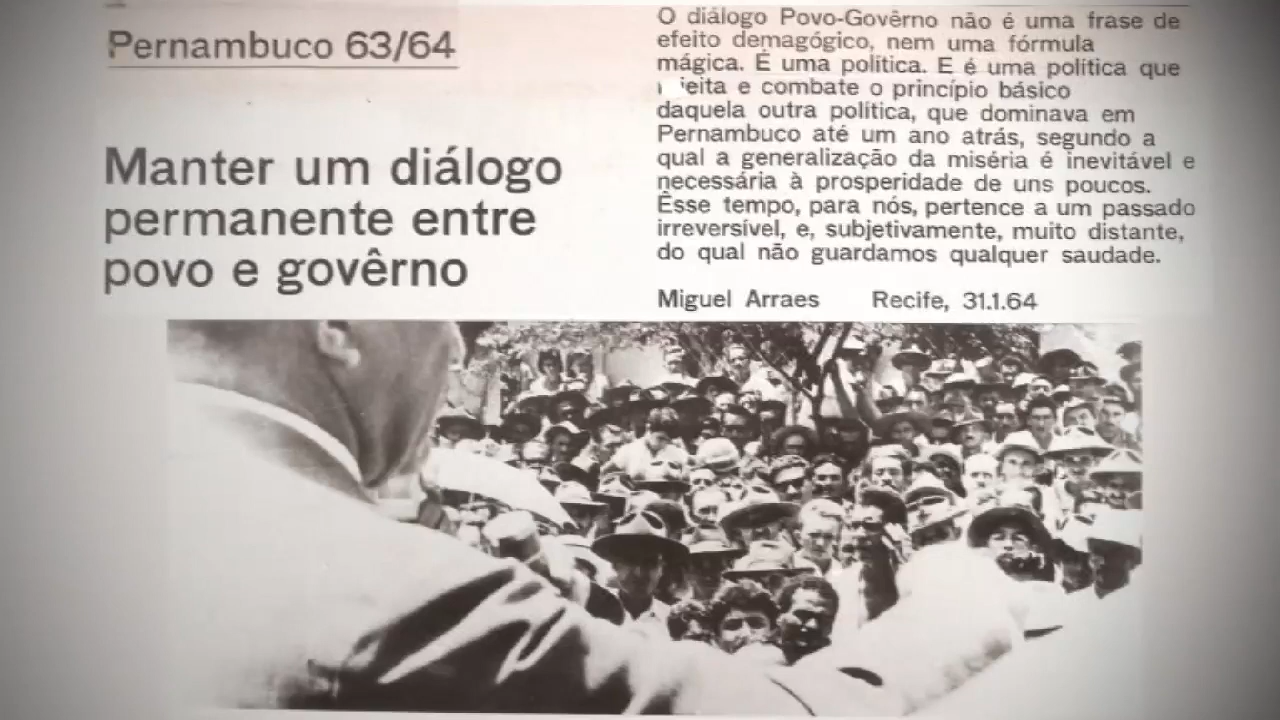 Pernambuco 63/64
Manter um diálogo
permanente entre
povo e govêrno
O diálogo Povo-Govêrno não é uma frase de
efeito demagógico, nem uma fórmula
mágica. É uma política. E é uma política que
e combate o princípio básico
daquela outra política, que dominava em
Pernambuco até um ano atrás, segundo a
qual a generalização da miséria é inevitável e
necessária à prosperidade de uns poucos.
Êsse tempo, para nós, pertence a um passado
irreversível, e, subjetivamente, muito distante,
do qual não guardamos qualquer saudade.
Miguel Arraes Recife, 31.1.64